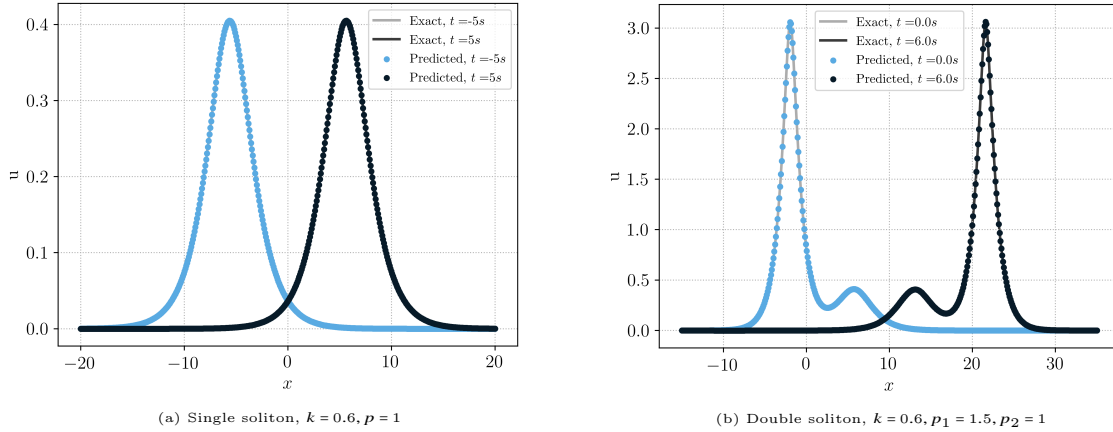 0.4
0.3
0.2
0.1
0.0
u
−20
−10
0
10
20
x
Exact, t =-5s
Exact, t =5s
Predicted, t =-5s
Predicted, t =5s
(a) Single soliton, k = 0.6, p = 1
3.0
2.5
2.0
1.5
1.0
0.5
0.0
u
−10
0
10
20
30
x
Exact, t =0.0s
Exact, t =6.0s
Predicted, t =0.0s
Predicted, t =6.0s
(b) Double soliton, k = 0.6, p₁ = 1.5, p₂ = 1